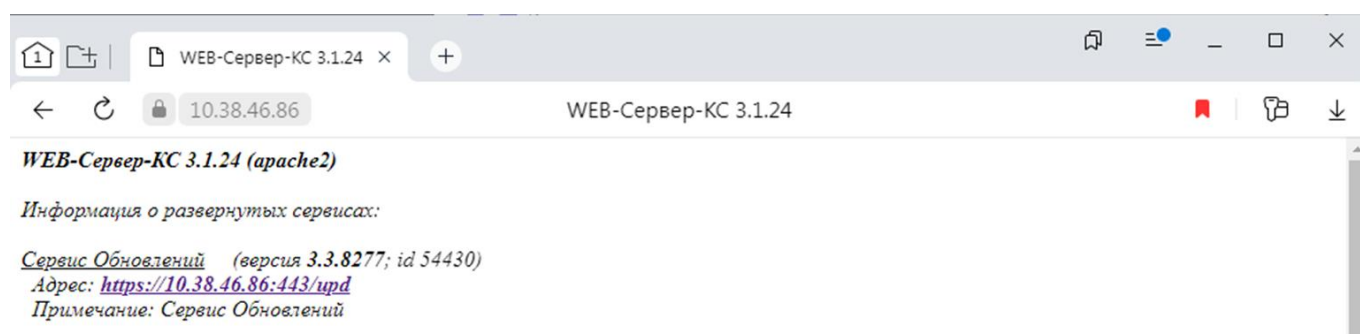 1
WEB-Сервер-КС 3.1.24
10.38.46.86
WEB-Сервер-КС 3.1.24
WEB-Сервер-КС 3.1.24 (apache2)
Информация о развернутых сервисах:
Сервис Обновлений (версия 3.3.8277; id 54430)
Адрес: https://10.38.46.86:443/upd
Примечание: Сервис Обновлений